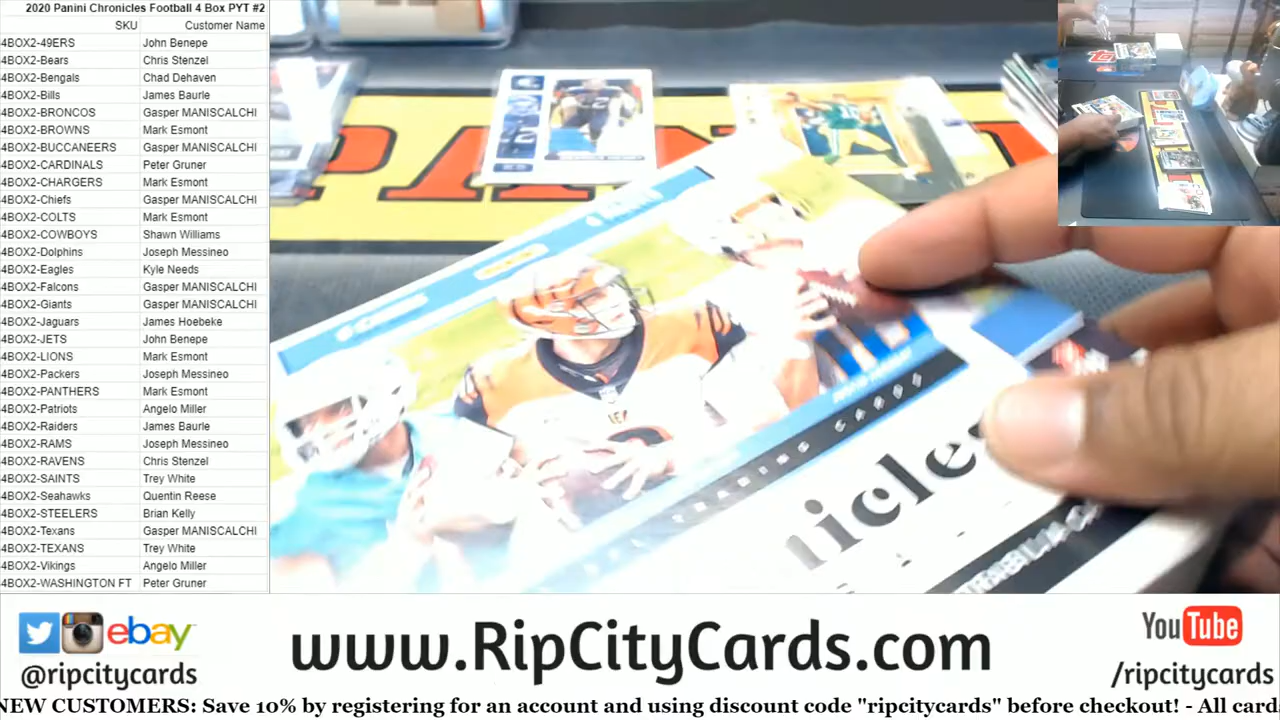 2020 Panini Chronicles Football 4 Box PYT #2
SKU Customer Name
4BOX2-49ERS John Benepe
4BOX2-Bears Chris Stenzel
4BOX2-Bengals Chad Dehaven
4BOX2-Bills James Baurle
4BOX2-BRONCOS Gasper MANISCALCHI
4BOX2-BROWNS Mark Esmont
4BOX2-BUCCANEERS Gasper MANISCALCHI
4BOX2-CARDINALS Peter Gruner
4BOX2-CHARGERS Mark Esmont
4BOX2-Chiefs Gasper MANISCALCHI
4BOX2-COLTS Mark Esmont
4BOX2-COWBOYS Shawn Williams
4BOX2-Dolphins Joseph Messineo
4BOX2-Eagles Kyle Needs
4BOX2-Falcons Gasper MANISCALCHI
4BOX2-Giants Gasper MANISCALCHI
4BOX2-Jaguars James Hoebeke
4BOX2-JETS John Benepe
4BOX2-LIONS Mark Esmont
4BOX2-Packers Joseph Messineo
4BOX2-PANTHERS Mark Esmont
4BOX2-Patriots Angelo Miller
4BOX2-Raiders James Baurle
4BOX2-RAMS Joseph Messineo
4BOX2-RAVENS Chris Stenzel
4BOX2-SAINTS Trey White
4BOX2-Seahawks Quentin Reese
4BOX2-STEELERS Brian Kelly
4BOX2-Texans Gasper MANISCALCHI
4BOX2-TEXANS Trey White
4BOX2-Vikings Angelo Miller
4BOX2-WASHINGTON FT Peter Gruner
nicles
ebay
@ripcitycards
www.RipCityCards.com
YouTube
/ripcitycards
NEW CUSTOMERS: Save 10% by registering for an account and using discount code "ripcitycards" before checkout! - All card